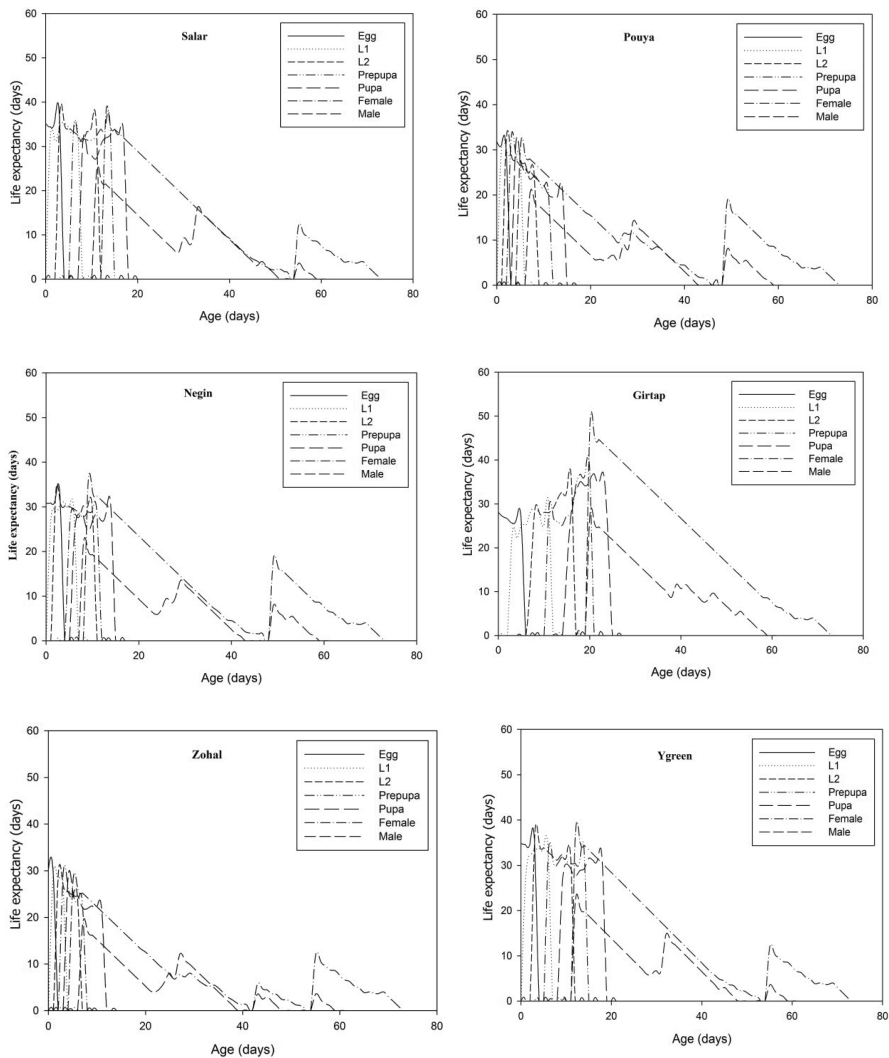 Salar
Egg
L1
L2
Prepupa
Pupa
Female
Male
60
50
40
30
20
10
0
Life expectancy (days)
0 20 40 60 80
Age (days)
Pouya
Egg
L1
L2
Prepupa
Pupa
Female
Male
60
50
40
30
20
10
0
Life expectancy (days)
0 20 40 60 80
Age (days)
Negin
Egg
L1
L2
Prepupa
Pupa
Female
Male
60
50
40
30
20
10
0
Life expectancy (days)
0 20 40 60 80
Age (days)
Girtap
Egg
L1
L2
Prepupa
Pupa
Female
Male
60
50
40
30
20
10
0
Life expectancy (days)
0 20 40 60 80
Age (days)
Zohal
Egg
L1
L2
Prepupa
Pupa
Female
Male
60
50
40
30
20
10
0
Life expectancy (days)
0 20 40 60 80
Age (days)
Ygreen
Egg
L1
L2
Prepupa
Pupa
Female
Male
60
50
40
30
20
10
0
Life expectancy (days)
0 20 40 60 80
Age (days)